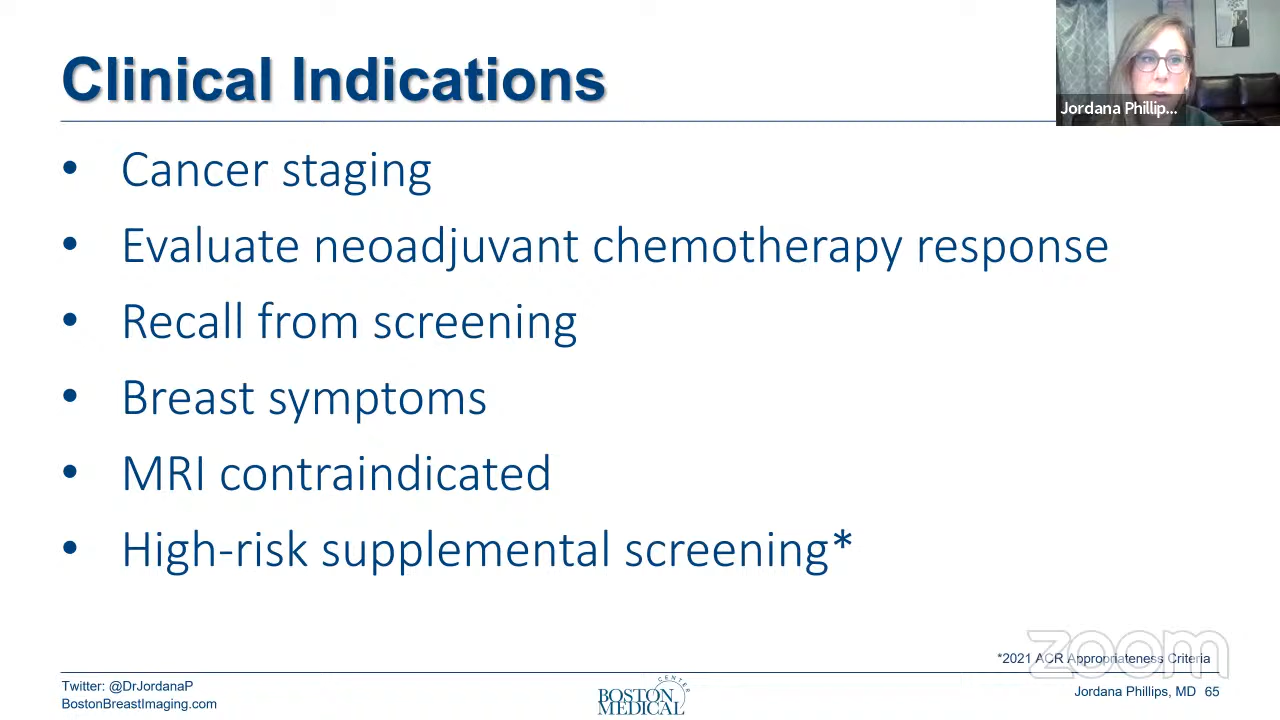 Clinical Indications
Jordana Phillip...
• Cancer staging
• Evaluate neoadjuvant chemotherapy response
• Recall from screening
• Breast symptoms
• MRI contraindicated
• High-risk supplemental screening*
zoom
*2021 ACR Appropriateness Criteria
Twitter: @DrJordanaP
BostonBreastImaging.com
BOSTON
MEDICAL
CENTER
Jordana Phillips, MD 65